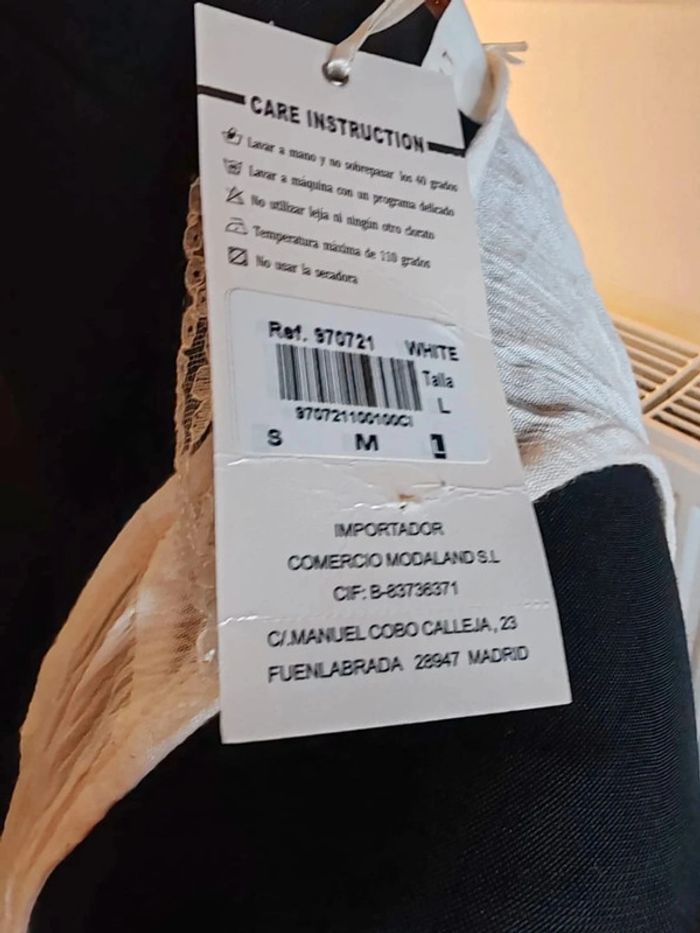 CARE INSTRUCTION
Lavar a mano y no sobrepasar los 40 grados
Lavar a máquina con un programa delicado
No utilizar lejía ni ningún otro clorato
Temperatura máxima de 110 grados
No usar la secadora
Ref. 970721 WHITE
Talla
L
970721100100CI
S M L
IMPORTADOR
COMERCIO MODALAND S.L
CIF: B-83736371
C/.MANUEL COBO CALLEJA, 23
FUENLABRADA 28947 MADRID